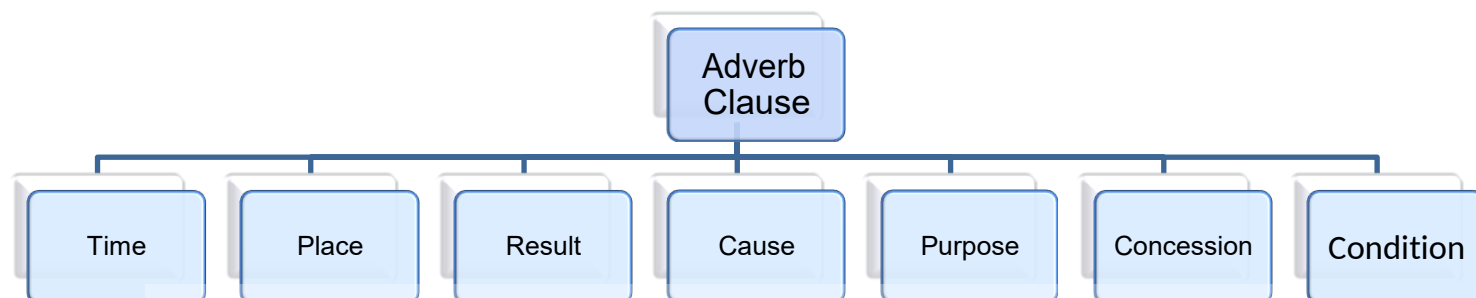 Adverb
Clause
Time
Place
Result
Cause
Purpose
Concession
Condition